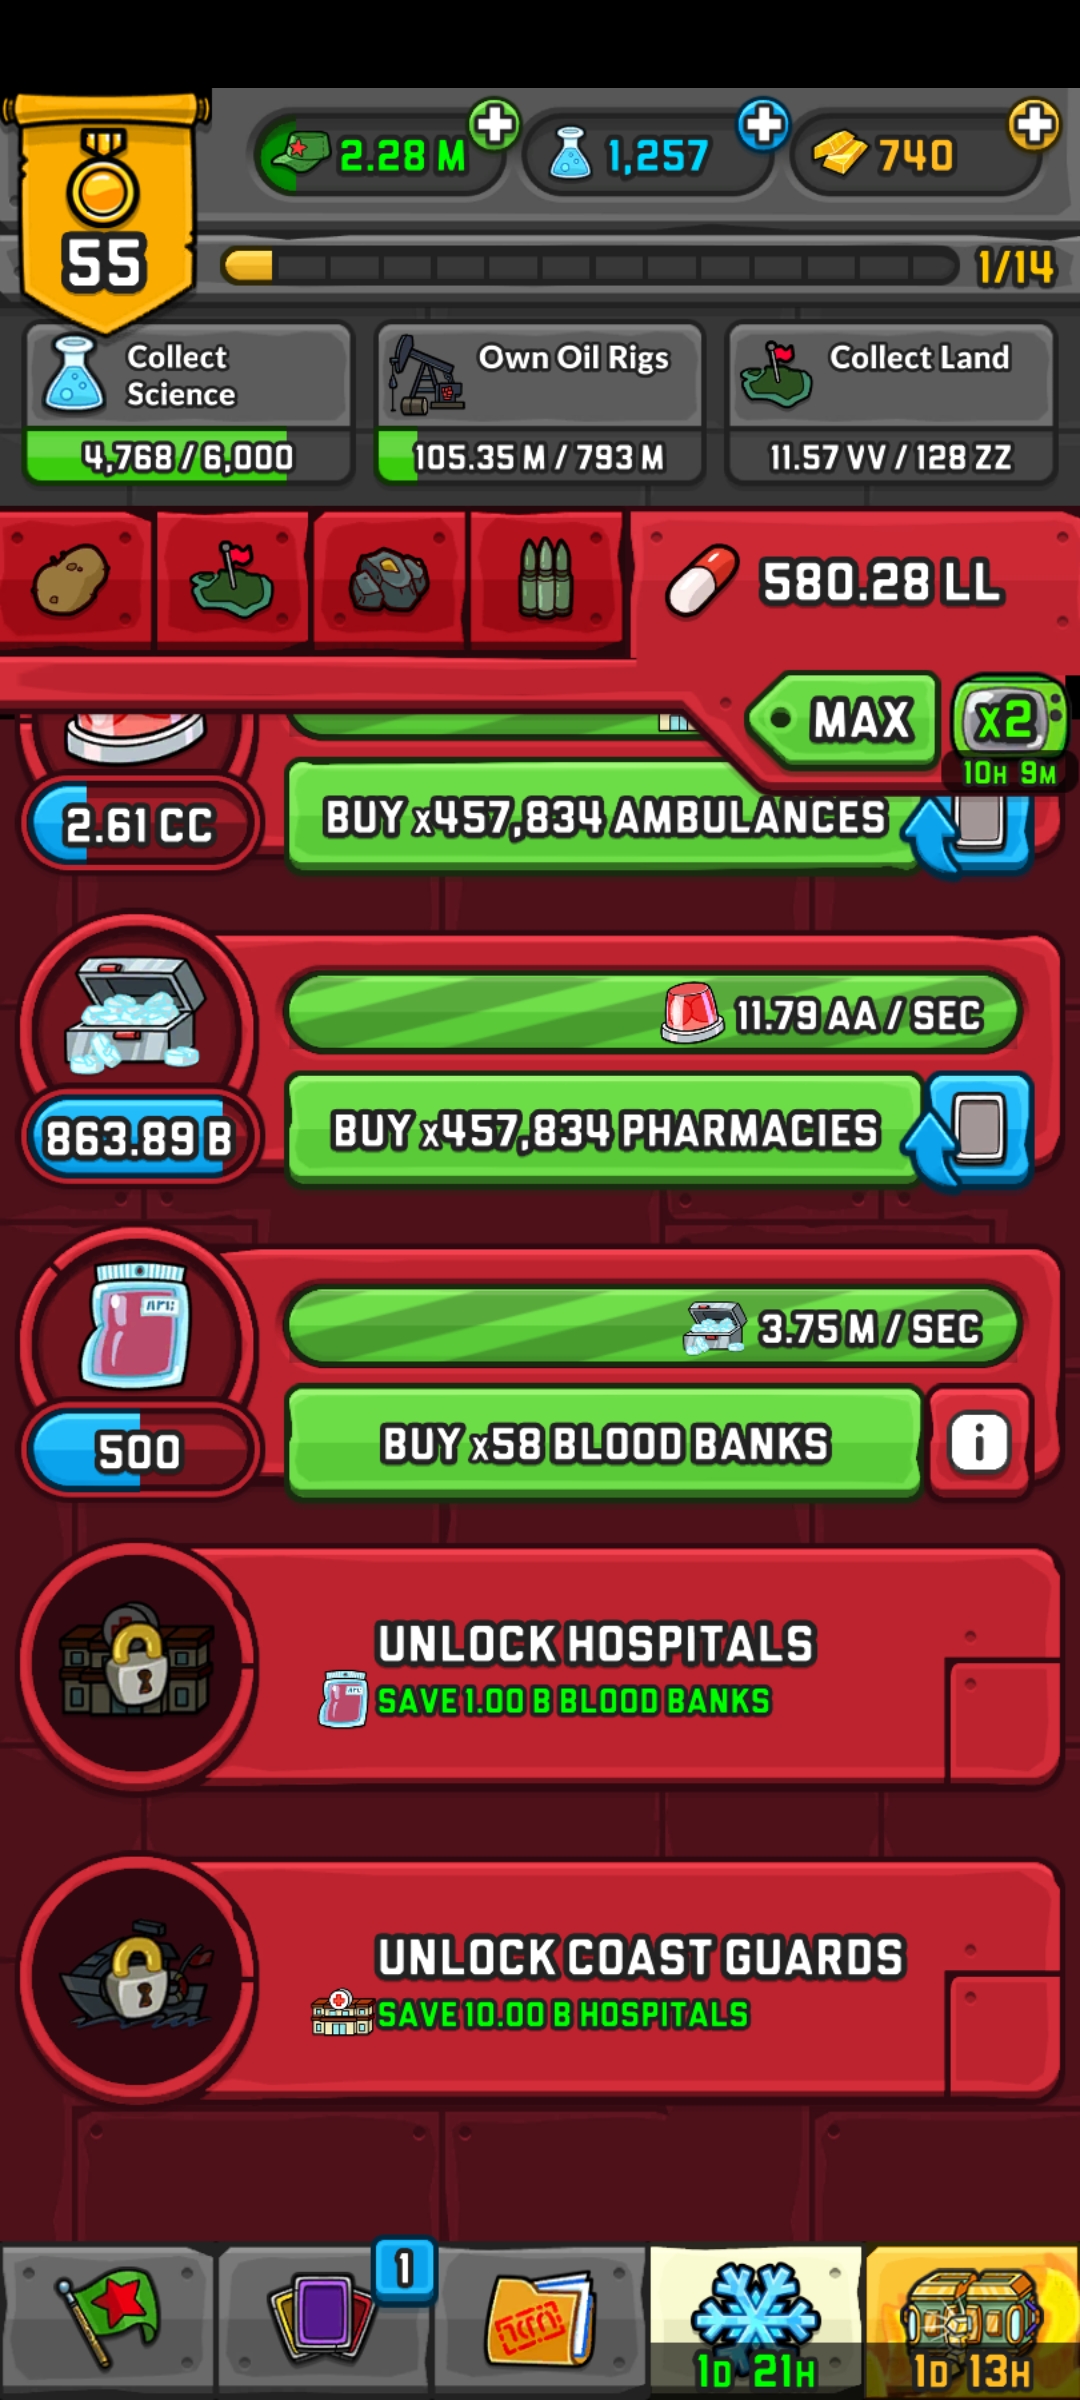 2.28 M
1,257
740
55
1/14
Collect
Science
4,768 / 6,000
Own Oil Rigs
105.35 M / 793 M
Collect Land
11.57 VV / 128 ZZ
580.28 LL
MAX
x2
10H 9M
2.61 CC
BUY x457,834 AMBULANCES
11.79 AA / SEC
863.89 B
BUY x457,834 PHARMACIES
3.75 M / SEC
500
BUY x58 BLOOD BANKS
i
UNLOCK HOSPITALS
SAVE 1.00 B BLOOD BANKS
UNLOCK COAST GUARDS
SAVE 10.00 B HOSPITALS
1
1D 21H
1D 13H